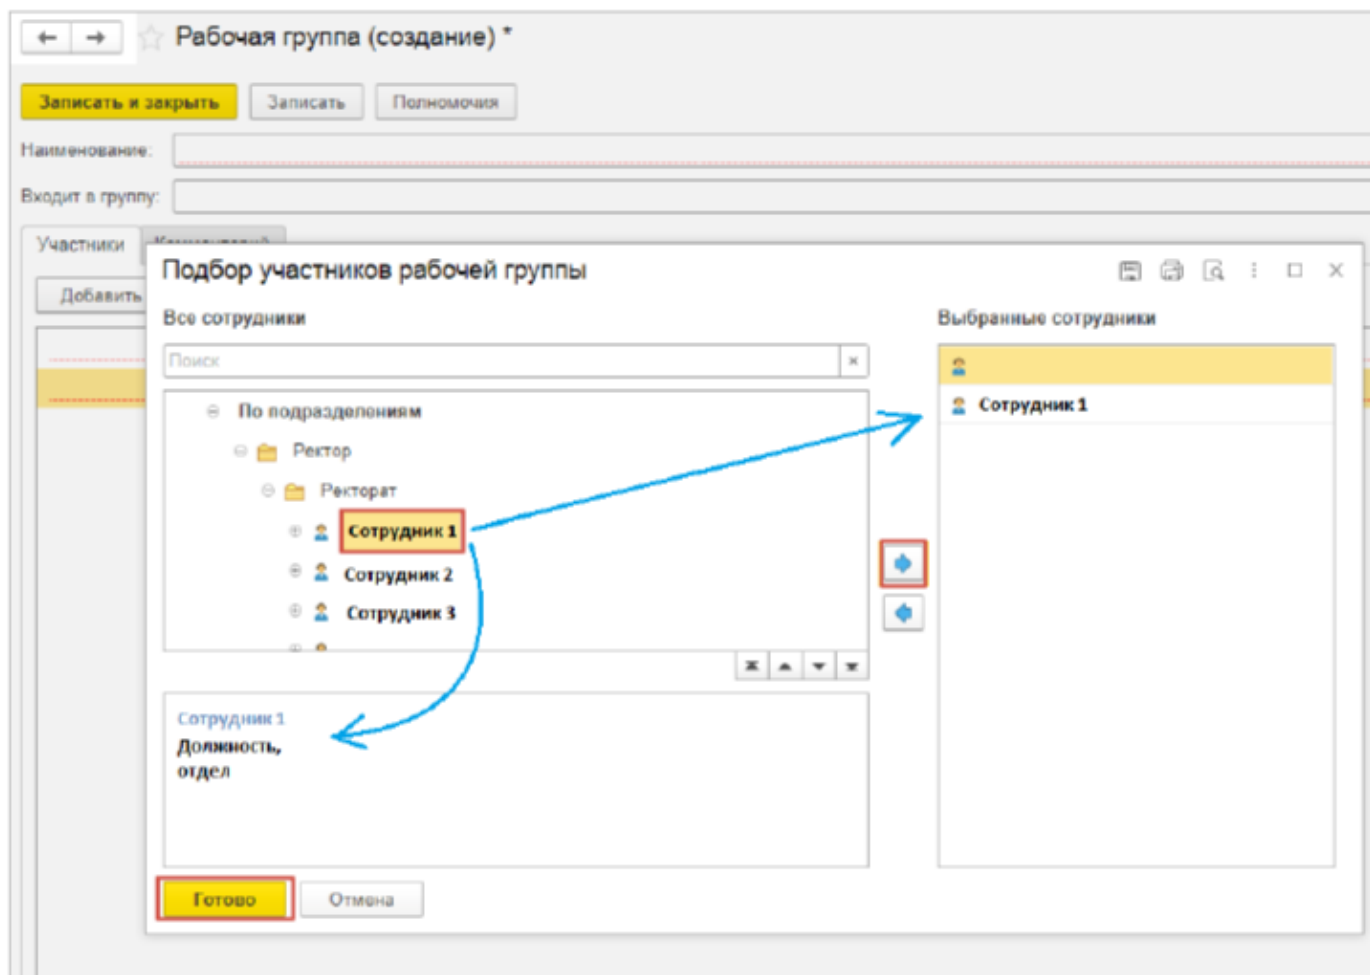 Рабочая группа (создание) *
Записать и закрыть
Записать
Полномочия
Наименование:
Входит в группу:
Участники
Комментарий
Добавить
Подбор участников рабочей группы
Все сотрудники
Поиск
По подразделениям
Ректор
Ректорат
Сотрудник 1
Сотрудник 2
Сотрудник 3
Сотрудник 1
Должность,
отдел
Готово
Отмена
Выбранные сотрудники
Сотрудник 1